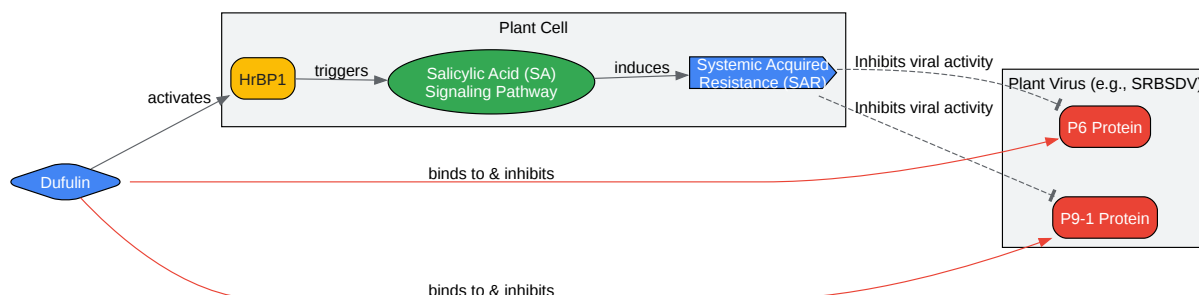 Plant Cell
HrBP1
triggers
Salicylic Acid (SA)
Signaling Pathway
induces
Systemic Acquired
Resistance (SAR)
Inhibits viral activity
Inhibits viral activity
Plant Virus (e.g., SRBSDV)
P6 Protein
activates
Dufulin
binds to & inhibits
P9-1 Protein
binds to & inhibits